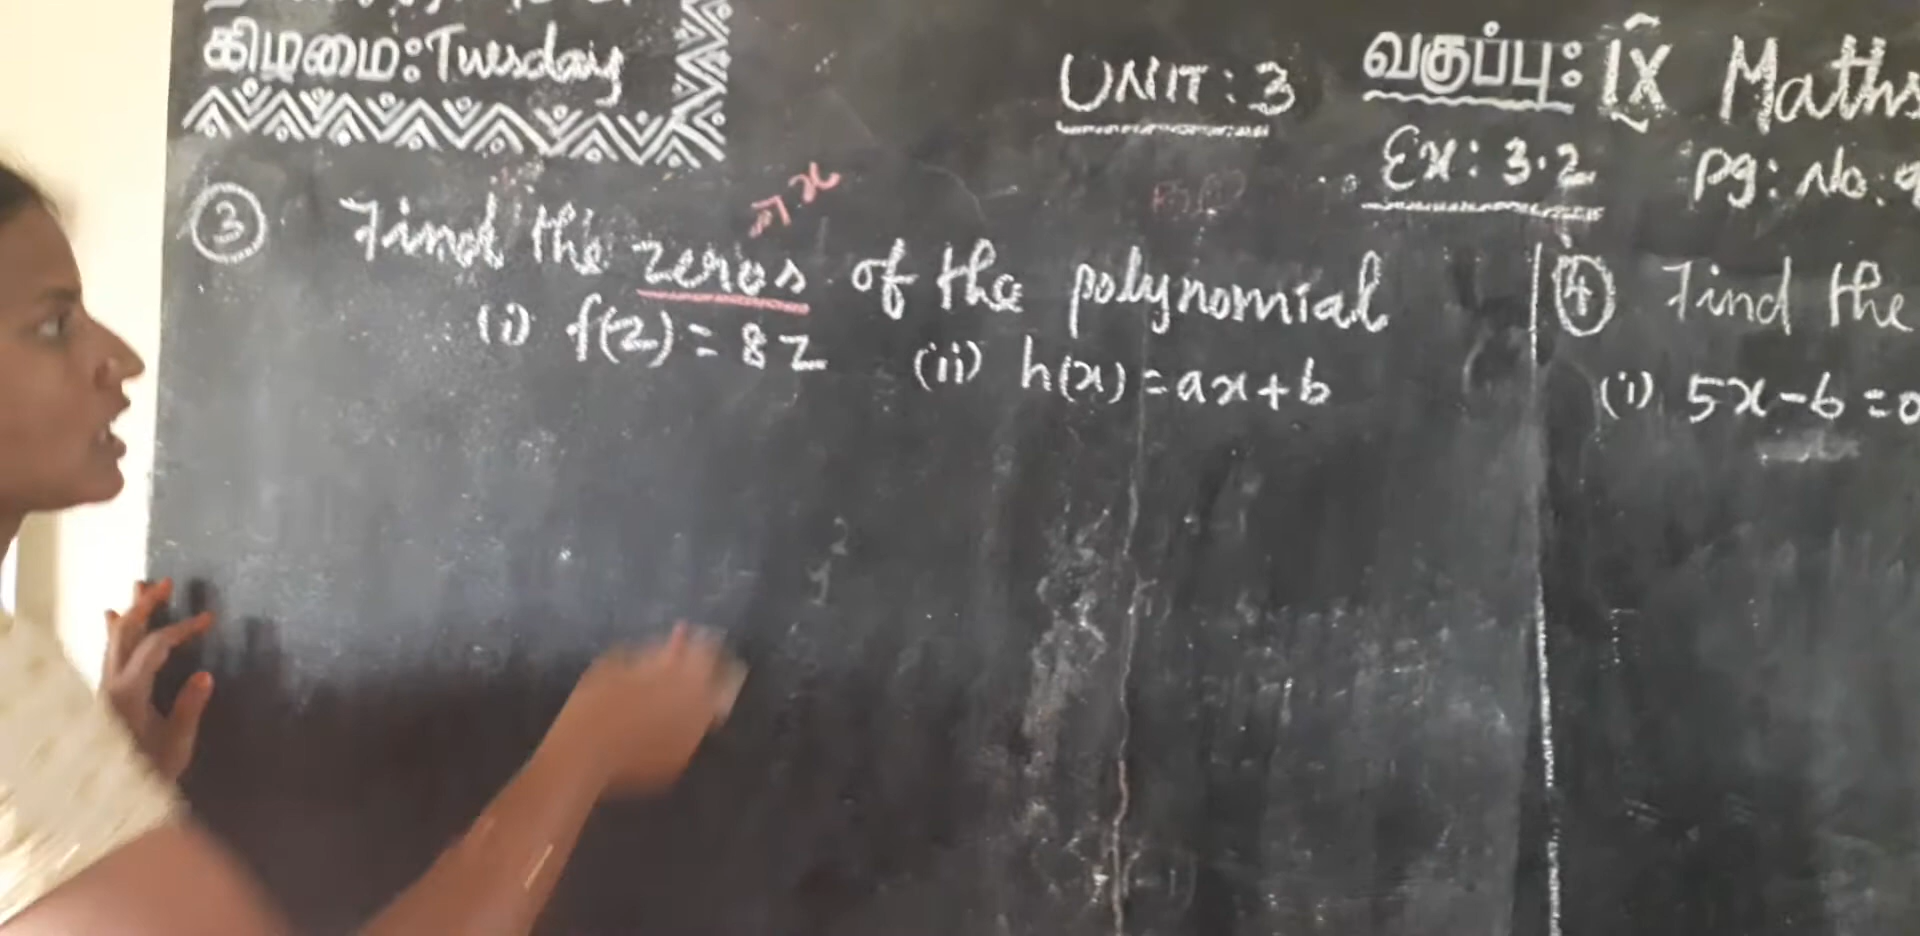 கிழமை: Tuesday
UNIT: 3
வகுப்பு: IX Maths
Ex: 3.2 Pg: No: 9
③ Find the zeros of the polynomial
→ x
(i) f(z) = 8z (ii) h(x) = ax + b
④ Find the
(i) 5x - 6 = 0